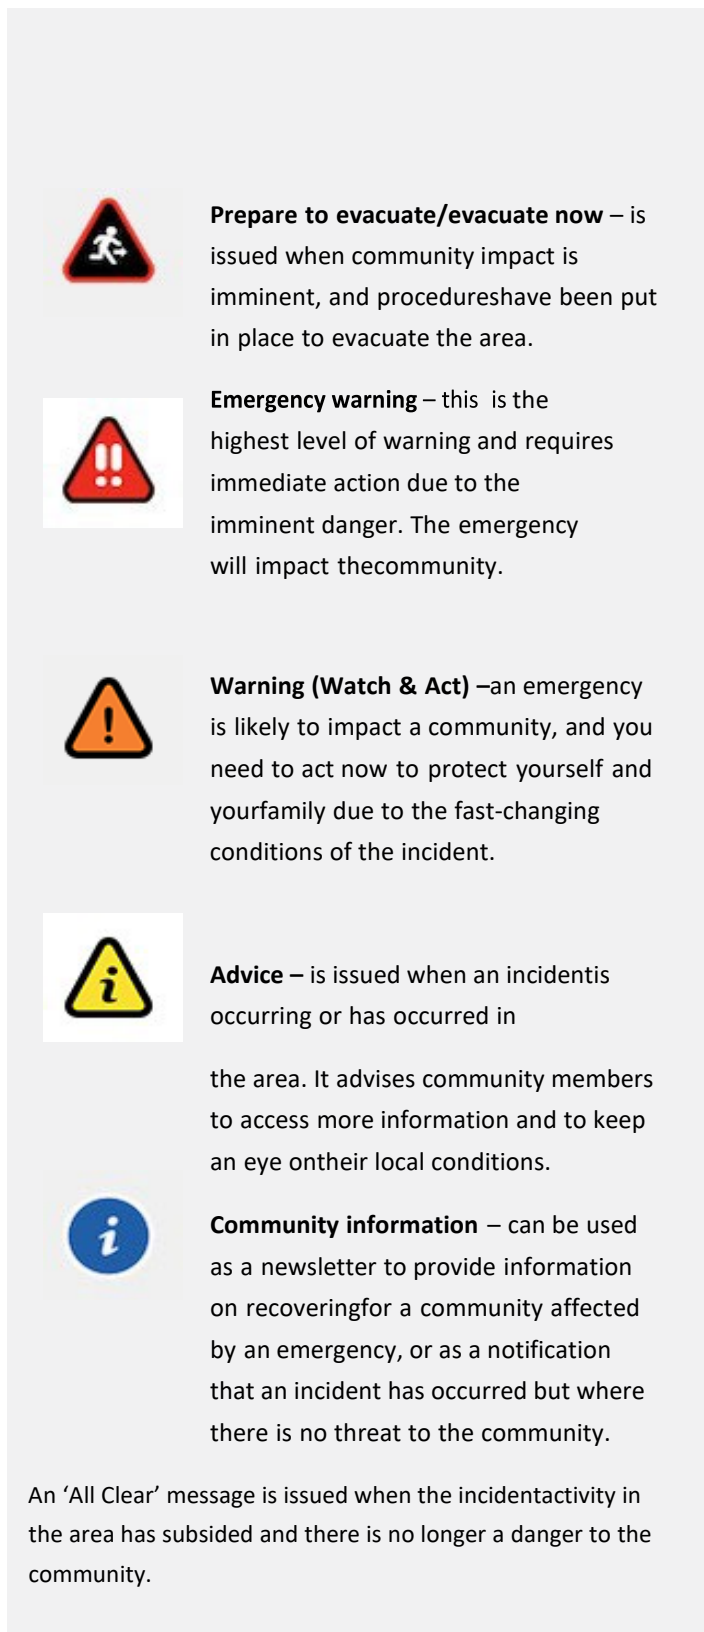 Prepare to evacuate/evacuate now – is
issued when community impact is
imminent, and procedureshave been put
in place to evacuate the area.
Emergency warning – this is the
highest level of warning and requires
immediate action due to the
imminent danger. The emergency
will impact thecommunity.
Warning (Watch & Act) –an emergency
is likely to impact a community, and you
need to act now to protect yourself and
yourfamily due to the fast-changing
conditions of the incident.
Advice – is issued when an incidentis
occurring or has occurred in
the area. It advises community members
to access more information and to keep
an eye ontheir local conditions.
Community information – can be used
as a newsletter to provide information
on recoveringfor a community affected
by an emergency, or as a notification
that an incident has occurred but where
there is no threat to the community.
An ‘All Clear’ message is issued when the incidentactivity in
the area has subsided and there is no longer a danger to the
community.